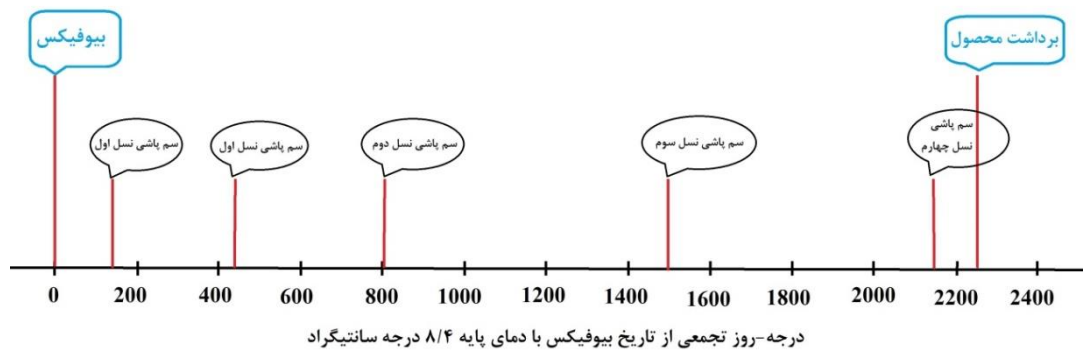 بیوفیکس
برداشت محصول
سم پاشی نسل اول
سم پاشی نسل اول
سم پاشی نسل دوم
سم پاشی نسل سوم
سم پاشی
نسل چهارم
0 200 400 600 800 1000 1200 1400 1600 1800 2000 2200 2400
درجه-روز تجمعی از تاریخ بیوفیکس با دمای پایه ۸/۴ درجه سانتیگراد